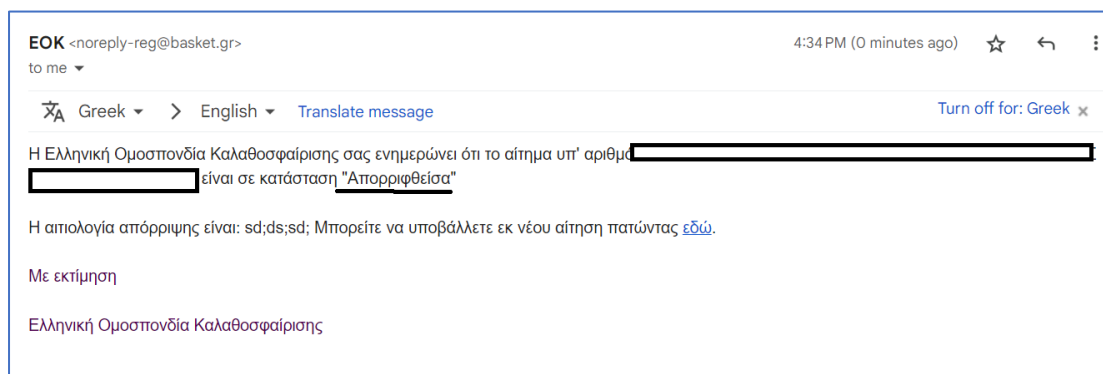 EOK <noreply-reg@basket.gr>
4:34 PM (0 minutes ago)
to me
Greek > English Translate message Turn off for: Greek ×
Η Ελληνική Ομοσπονδία Καλαθοσφαίρισης σας ενημερώνει ότι το αίτημα υπ' αριθμό
είναι σε κατάσταση "Απορριφθείσα"
Η αιτιολογία απόρριψης είναι: sd;ds;sd; Μπορείτε να υποβάλλετε εκ νέου αίτηση πατώντας εδώ.
Με εκτίμηση
Ελληνική Ομοσπονδία Καλαθοσφαίρισης